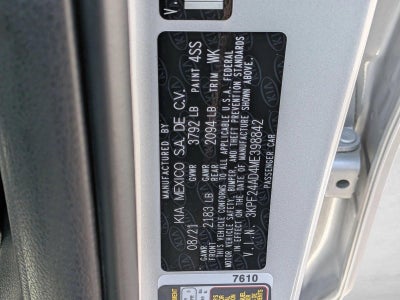 MANUFACTURED BY
KIA MEXICO S.A. DE C.V.
08/21 GVWR 3792 LB PAINT 4SS
GAWR FRONT 2183 LB GAWR REAR 2094 LB TRIM WK
THIS VEHICLE CONFORMS TO ALL APPLICABLE U.S.A. FEDERAL
MOTOR VEHICLE SAFETY, BUMPER, AND THEFT PREVENTION STANDARDS
IN EFFECT ON THE DATE OF MANUFACTURE SHOWN ABOVE.
V.I.N: 3KPF24AD4ME398842
PASSENGER CAR
7610